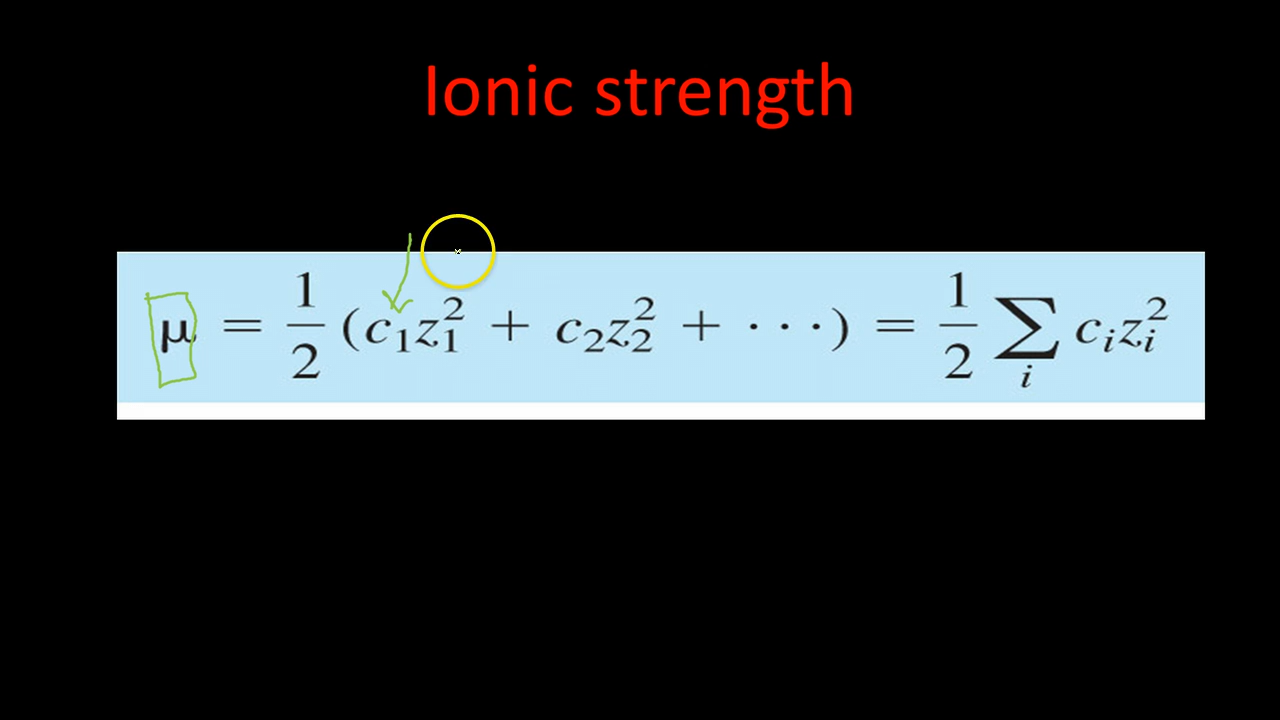 Ionic strength
μ = 1/2 (c₁z₁² + c₂z₂² + · · ·) = 1/2 ∑ᵢ cᵢzᵢ²